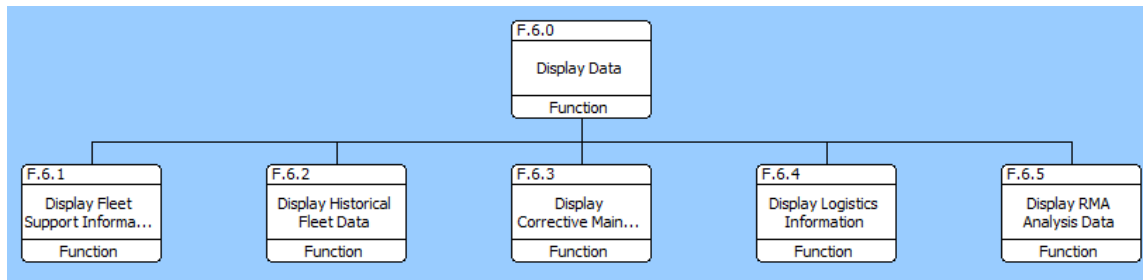 F.6.0
Display Data
Function
F.6.1
Display Fleet
Support Informa...
Function
F.6.2
Display Historical
Fleet Data
Function
F.6.3
Display
Corrective Main...
Function
F.6.4
Display Logistics
Information
Function
F.6.5
Display RMA
Analysis Data
Function